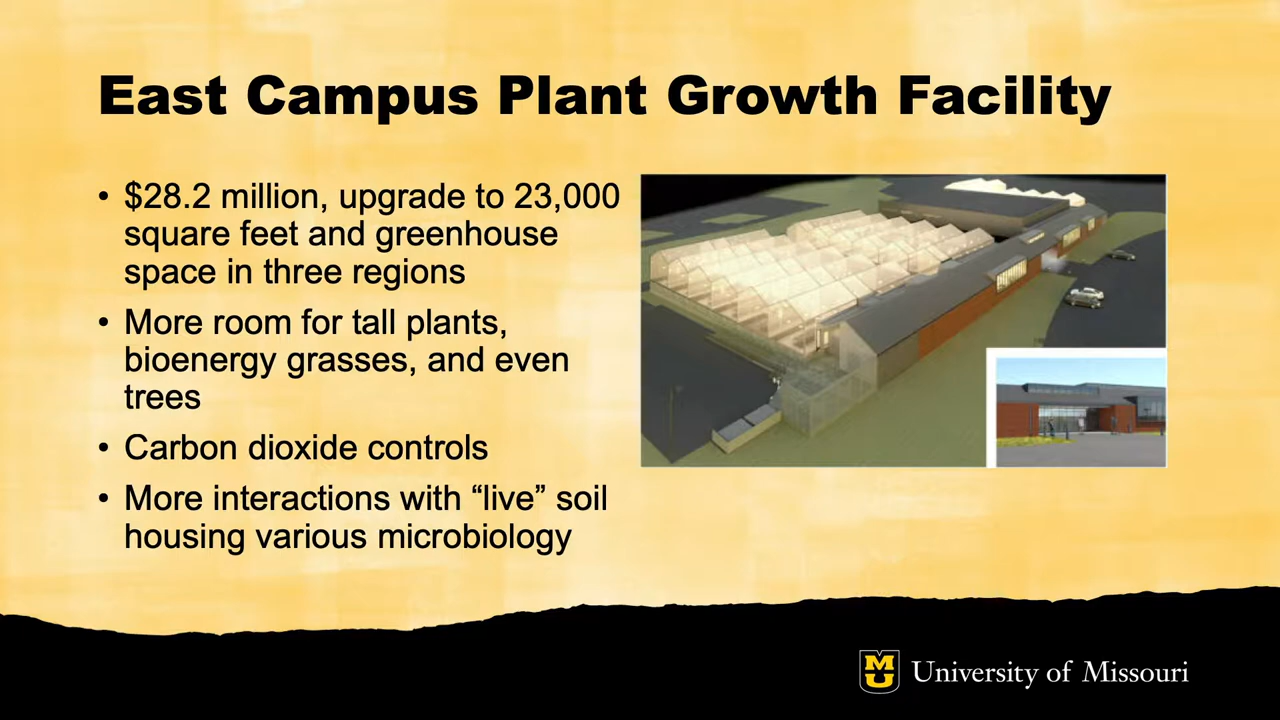 East Campus Plant Growth Facility
• $28.2 million, upgrade to 23,000
square feet and greenhouse
space in three regions
• More room for tall plants,
bioenergy grasses, and even
trees
• Carbon dioxide controls
• More interactions with “live” soil
housing various microbiology
MU University of Missouri